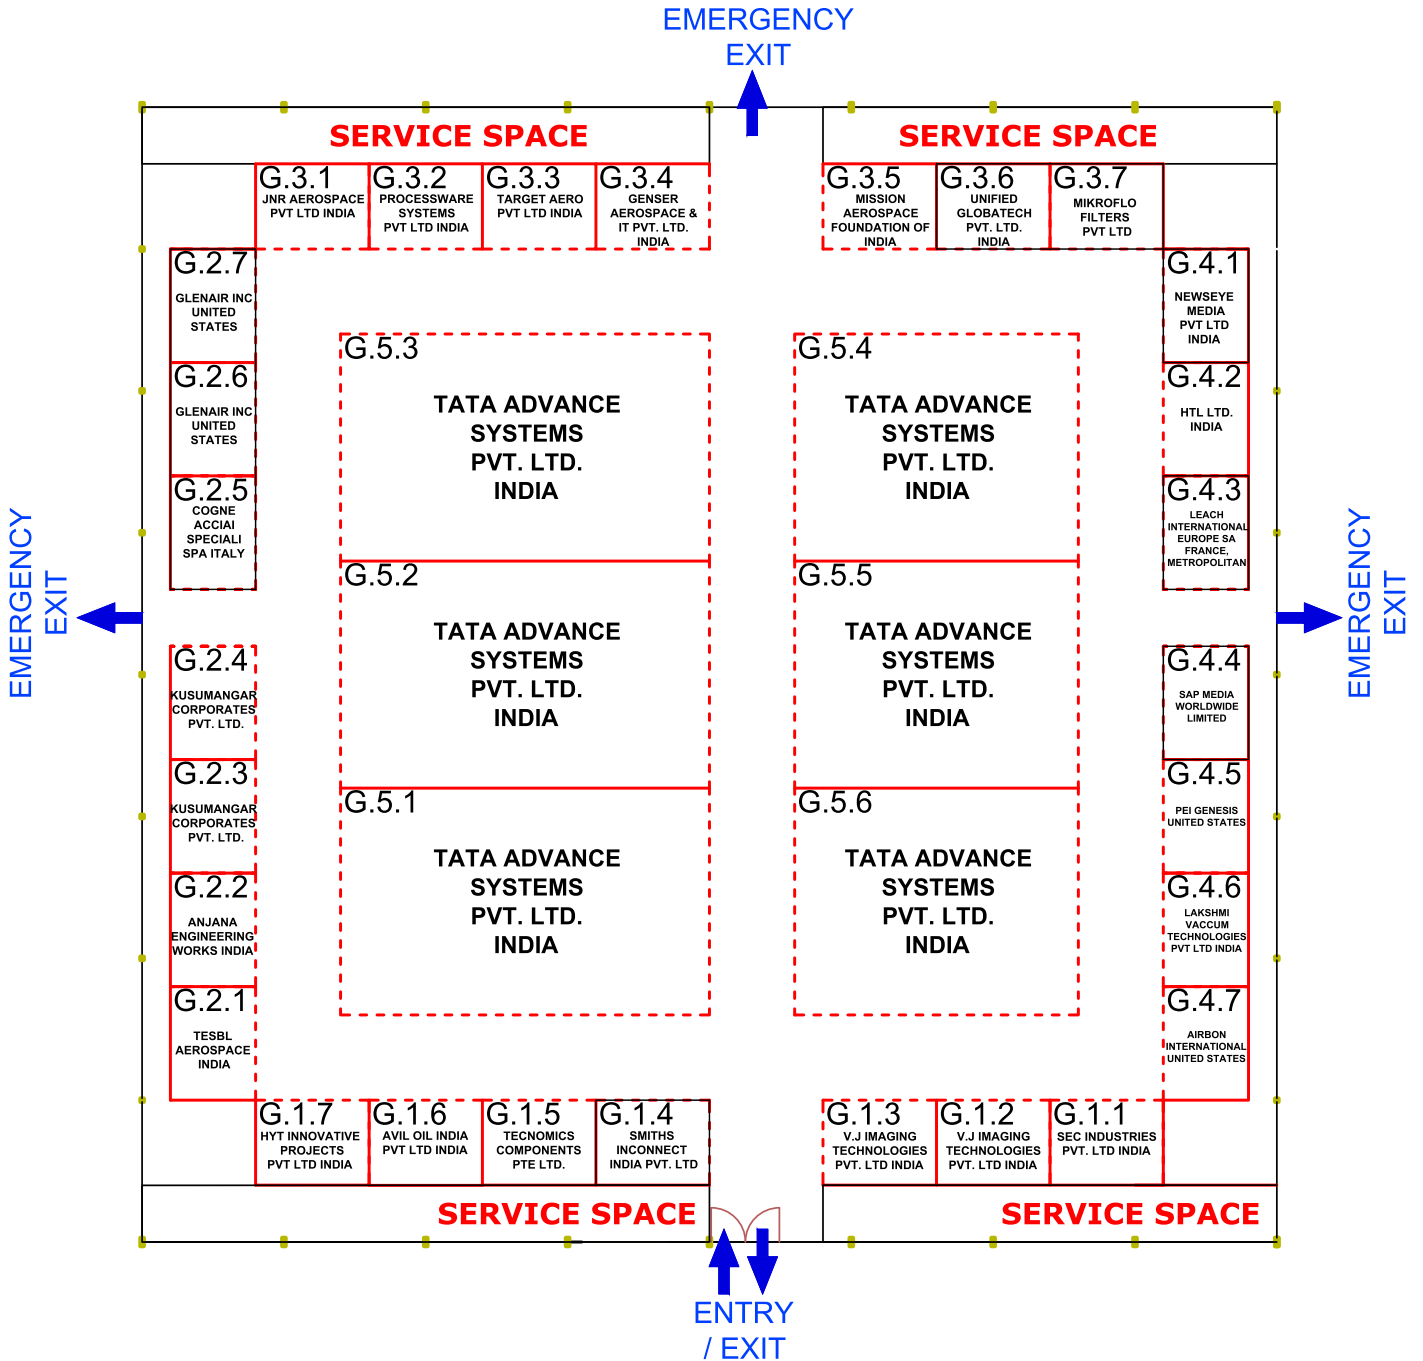 EMERGENCY
EXIT
SERVICE SPACE
SERVICE SPACE
G.3.1
JNR AEROSPACE
PVT LTD INDIA
G.3.2
PROCESSWARE
SYSTEMS
PVT LTD INDIA
G.3.3
TARGET AERO
PVT LTD INDIA
G.3.4
GENSER
AEROSPACE &
IT PVT. LTD.
INDIA
G.3.5
MISSION
AEROSPACE
FOUNDATION OF
INDIA
G.3.6
UNIFIED
GLOBATECH
PVT. LTD.
INDIA
G.3.7
MIKROFLO
FILTERS
PVT LTD
G.2.7
GLENAIR INC
UNITED
STATES
G.2.6
GLENAIR INC
UNITED
STATES
G.2.5
COGNE
ACCIAI
SPECIALI
SPA ITALY
EMERGENCY
EXIT
G.2.4
KUSUMANGAR
CORPORATES
PVT. LTD.
G.2.3
KUSUMANGAR
CORPORATES
PVT. LTD.
G.2.2
ANJANA
ENGINEERING
WORKS INDIA
G.2.1
TESBL
AEROSPACE
INDIA
G.5.3
TATA ADVANCE
SYSTEMS
PVT. LTD.
INDIA
G.5.2
TATA ADVANCE
SYSTEMS
PVT. LTD.
INDIA
G.5.1
TATA ADVANCE
SYSTEMS
PVT. LTD.
INDIA
G.5.4
TATA ADVANCE
SYSTEMS
PVT. LTD.
INDIA
G.5.5
TATA ADVANCE
SYSTEMS
PVT. LTD.
INDIA
G.5.6
TATA ADVANCE
SYSTEMS
PVT. LTD.
INDIA
G.4.1
NEWSEYE
MEDIA
PVT LTD
INDIA
G.4.2
HTL LTD.
INDIA
G.4.3
LEACH
INTERNATIONAL
EUROPE SA
FRANCE,
METROPOLITAN
EMERGENCY
EXIT
G.4.4
SAP MEDIA
WORLDWIDE
LIMITED
G.4.5
PEI GENESIS
UNITED STATES
G.4.6
LAKSHMI
VACCUM
TECHNOLOGIES
PVT LTD INDIA
G.4.7
AIRBON
INTERNATIONAL
UNITED STATES
G.1.7
HYT INNOVATIVE
PROJECTS
PVT LTD INDIA
G.1.6
AVIL OIL INDIA
PVT LTD INDIA
G.1.5
TECNOMICS
COMPONENTS
PTE LTD.
G.1.4
SMITHS
INCONNECT
INDIA PVT. LTD
G.1.3
V.J IMAGING
TECHNOLOGIES
PVT. LTD INDIA
G.1.2
V.J IMAGING
TECHNOLOGIES
PVT. LTD INDIA
G.1.1
SEC INDUSTRIES
PVT. LTD INDIA
SERVICE SPACE
SERVICE SPACE
ENTRY
/ EXIT